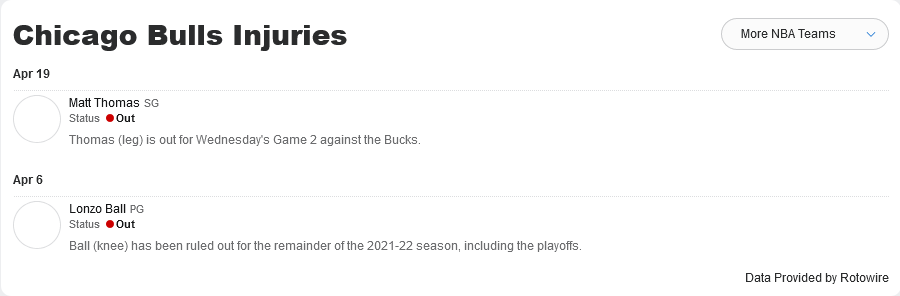 Chicago Bulls Injuries
More NBA Teams
Apr 19
Matt Thomas SG
Status Out
Thomas (leg) is out for Wednesday's Game 2 against the Bucks.
Apr 6
Lonzo Ball PG
Status Out
Ball (knee) has been ruled out for the remainder of the 2021-22 season, including the playoffs.
Data Provided by Rotowire